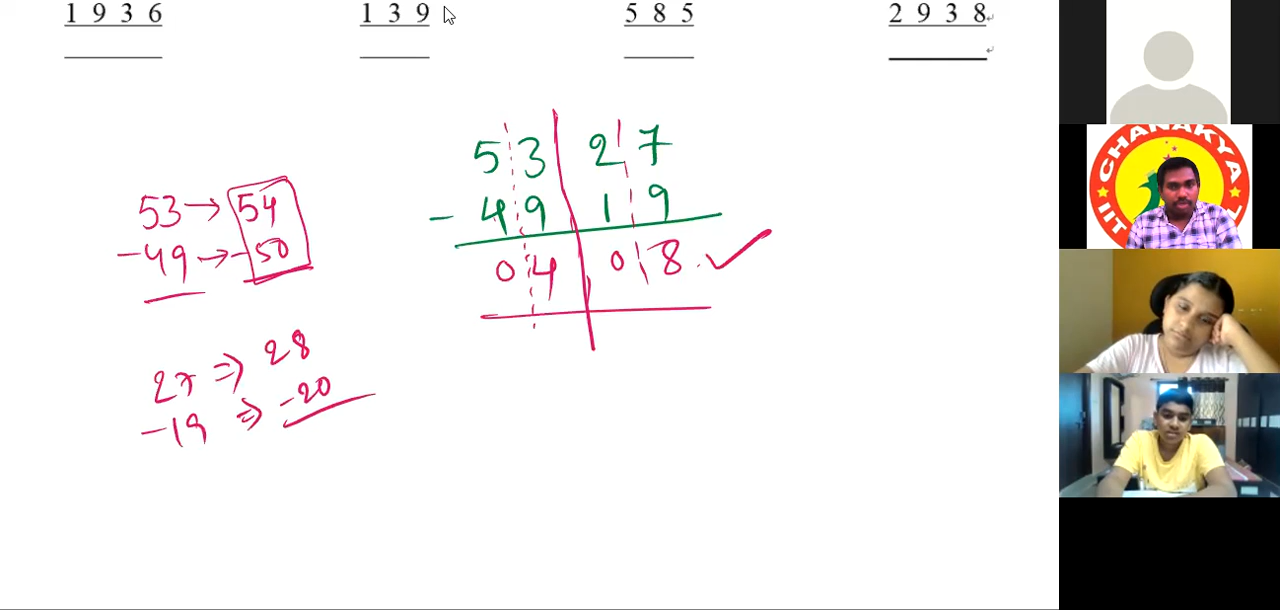 1 9 3 6 1 3 9 5 8 5 2 9 3 8
5 3 2 7
- 4 9 1 9
0 4 0 8
53 → 54
-49 → -50
27 ⇒ 28
-19 ⇒ -20
CHANAKYA
IIT